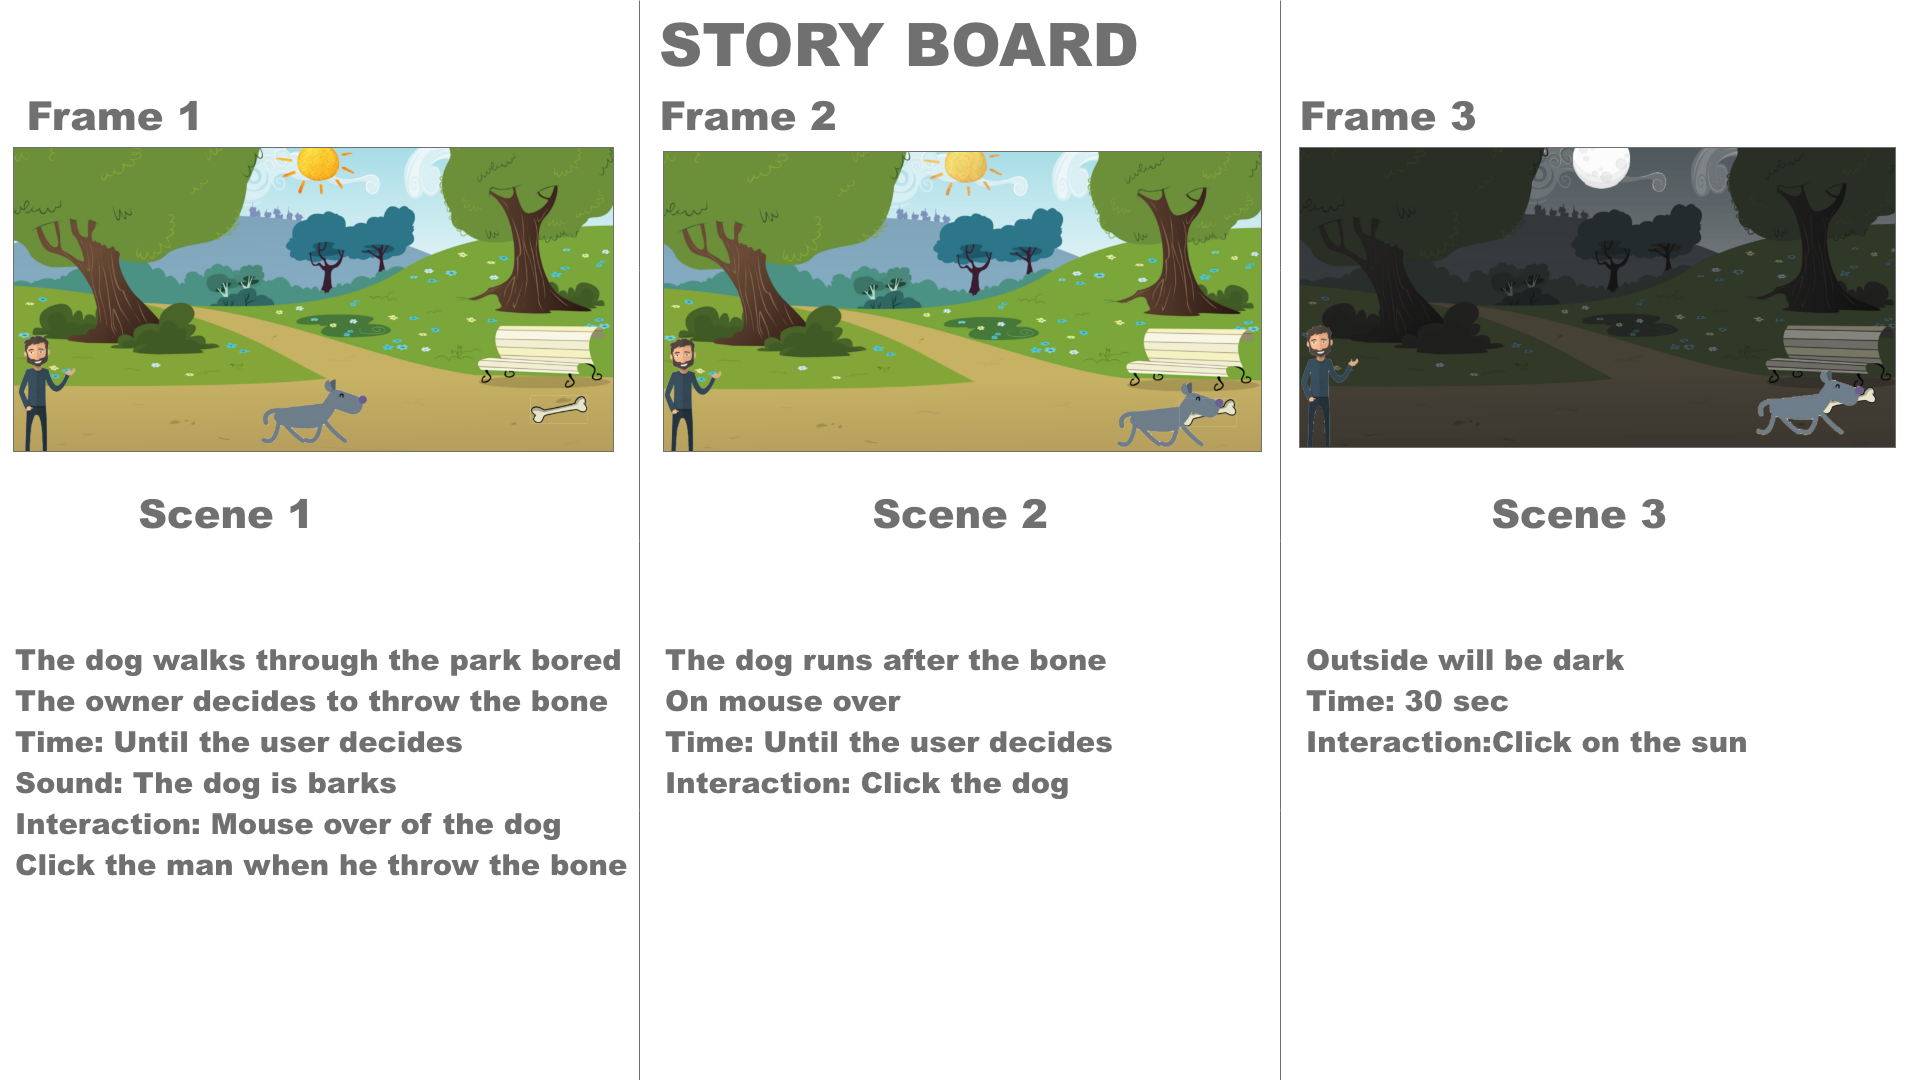 STORY BOARD
Frame 1
Scene 1
The dog walks through the park bored
The owner decides to throw the bone
Time: Until the user decides
Sound: The dog is barks
Interaction: Mouse over of the dog
Click the man when he throw the bone
Frame 2
Scene 2
The dog runs after the bone
On mouse over
Time: Until the user decides
Interaction: Click the dog
Frame 3
Scene 3
Outside will be dark
Time: 30 sec
Interaction:Click on the sun